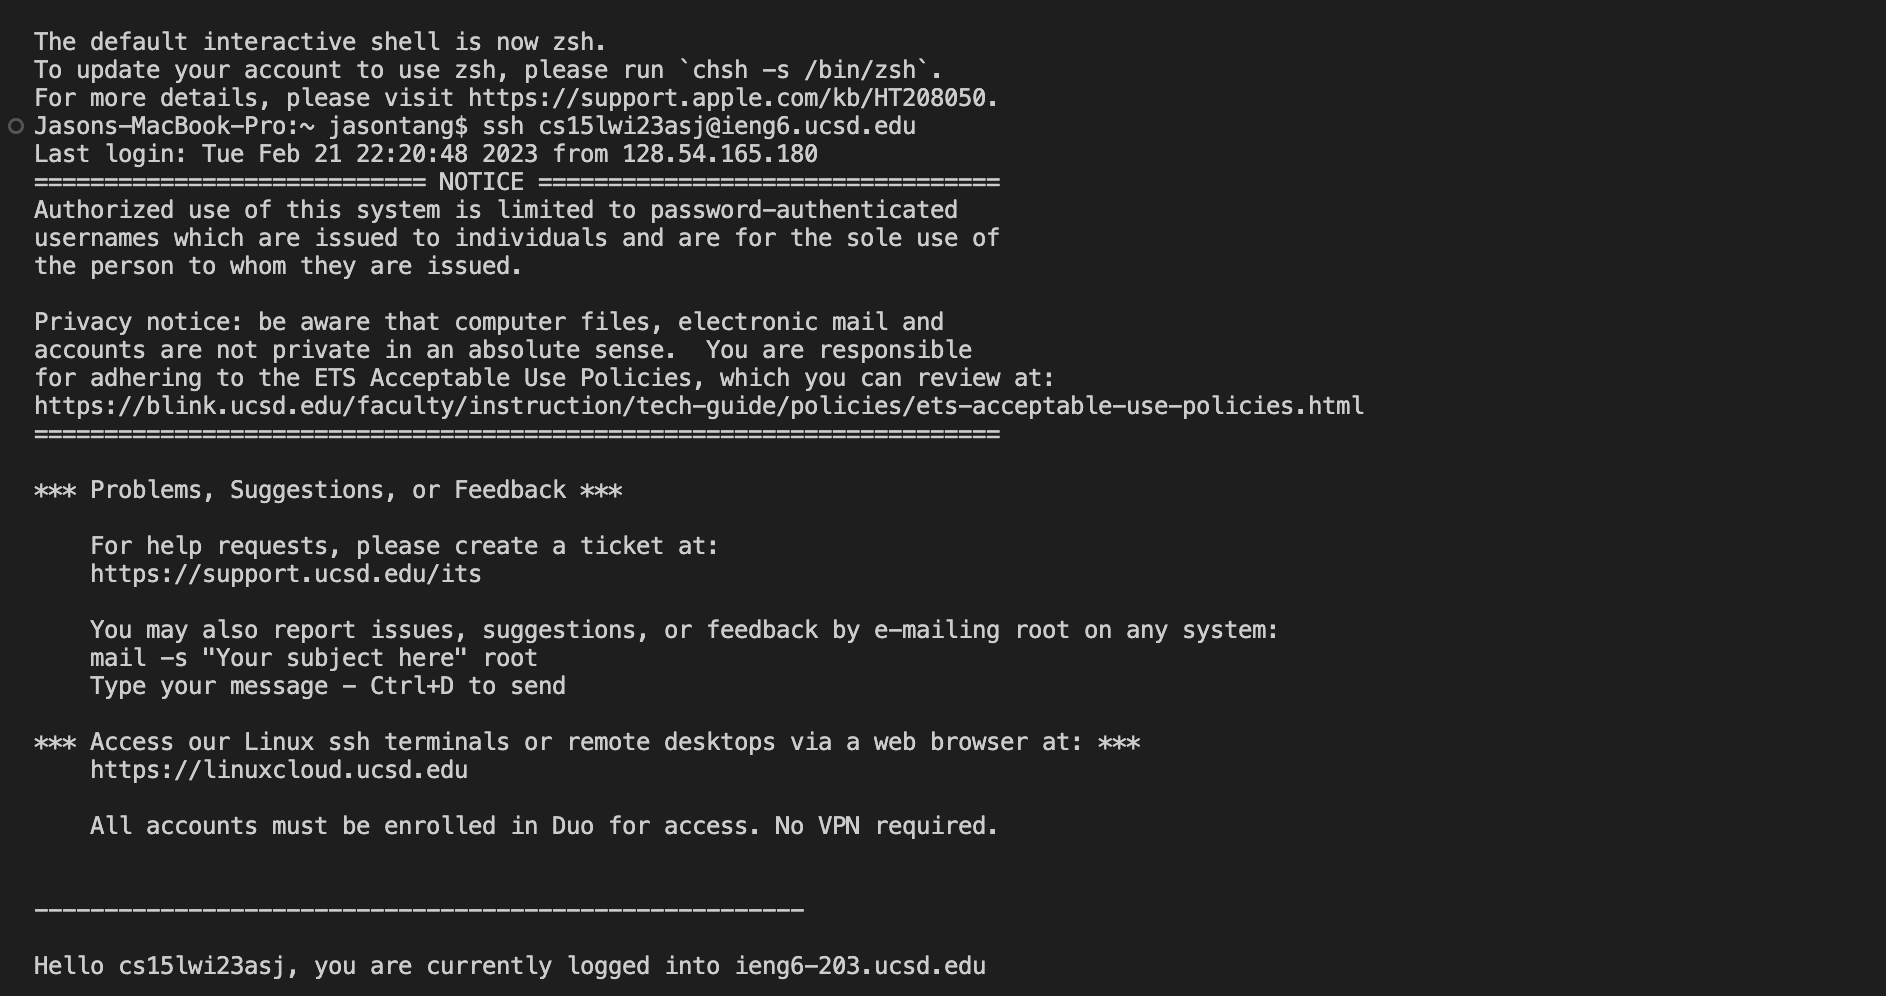 The default interactive shell is now zsh.
To update your account to use zsh, please run `chsh -s /bin/zsh`.
For more details, please visit https://support.apple.com/kb/HT208050.
Jasons-MacBook-Pro:~ jasontang$ ssh cs15lwi23asj@ieng6.ucsd.edu
Last login: Tue Feb 21 22:20:48 2023 from 128.54.165.180
============================ NOTICE =================================
Authorized use of this system is limited to password-authenticated
usernames which are issued to individuals and are for the sole use of
the person to whom they are issued.

Privacy notice: be aware that computer files, electronic mail and
accounts are not private in an absolute sense.  You are responsible
for adhering to the ETS Acceptable Use Policies, which you can review at:
https://blink.ucsd.edu/faculty/instruction/tech-guide/policies/ets-acceptable-use-policies.html
=====================================================================

*** Problems, Suggestions, or Feedback ***

    For help requests, please create a ticket at:
    https://support.ucsd.edu/its

    You may also report issues, suggestions, or feedback by e-mailing root on any system:
    mail -s "Your subject here" root
    Type your message - Ctrl+D to send

*** Access our Linux ssh terminals or remote desktops via a web browser at: ***
    https://linuxcloud.ucsd.edu

    All accounts must be enrolled in Duo for access. No VPN required.


-------------------------------------------------------

Hello cs15lwi23asj, you are currently logged into ieng6-203.ucsd.edu